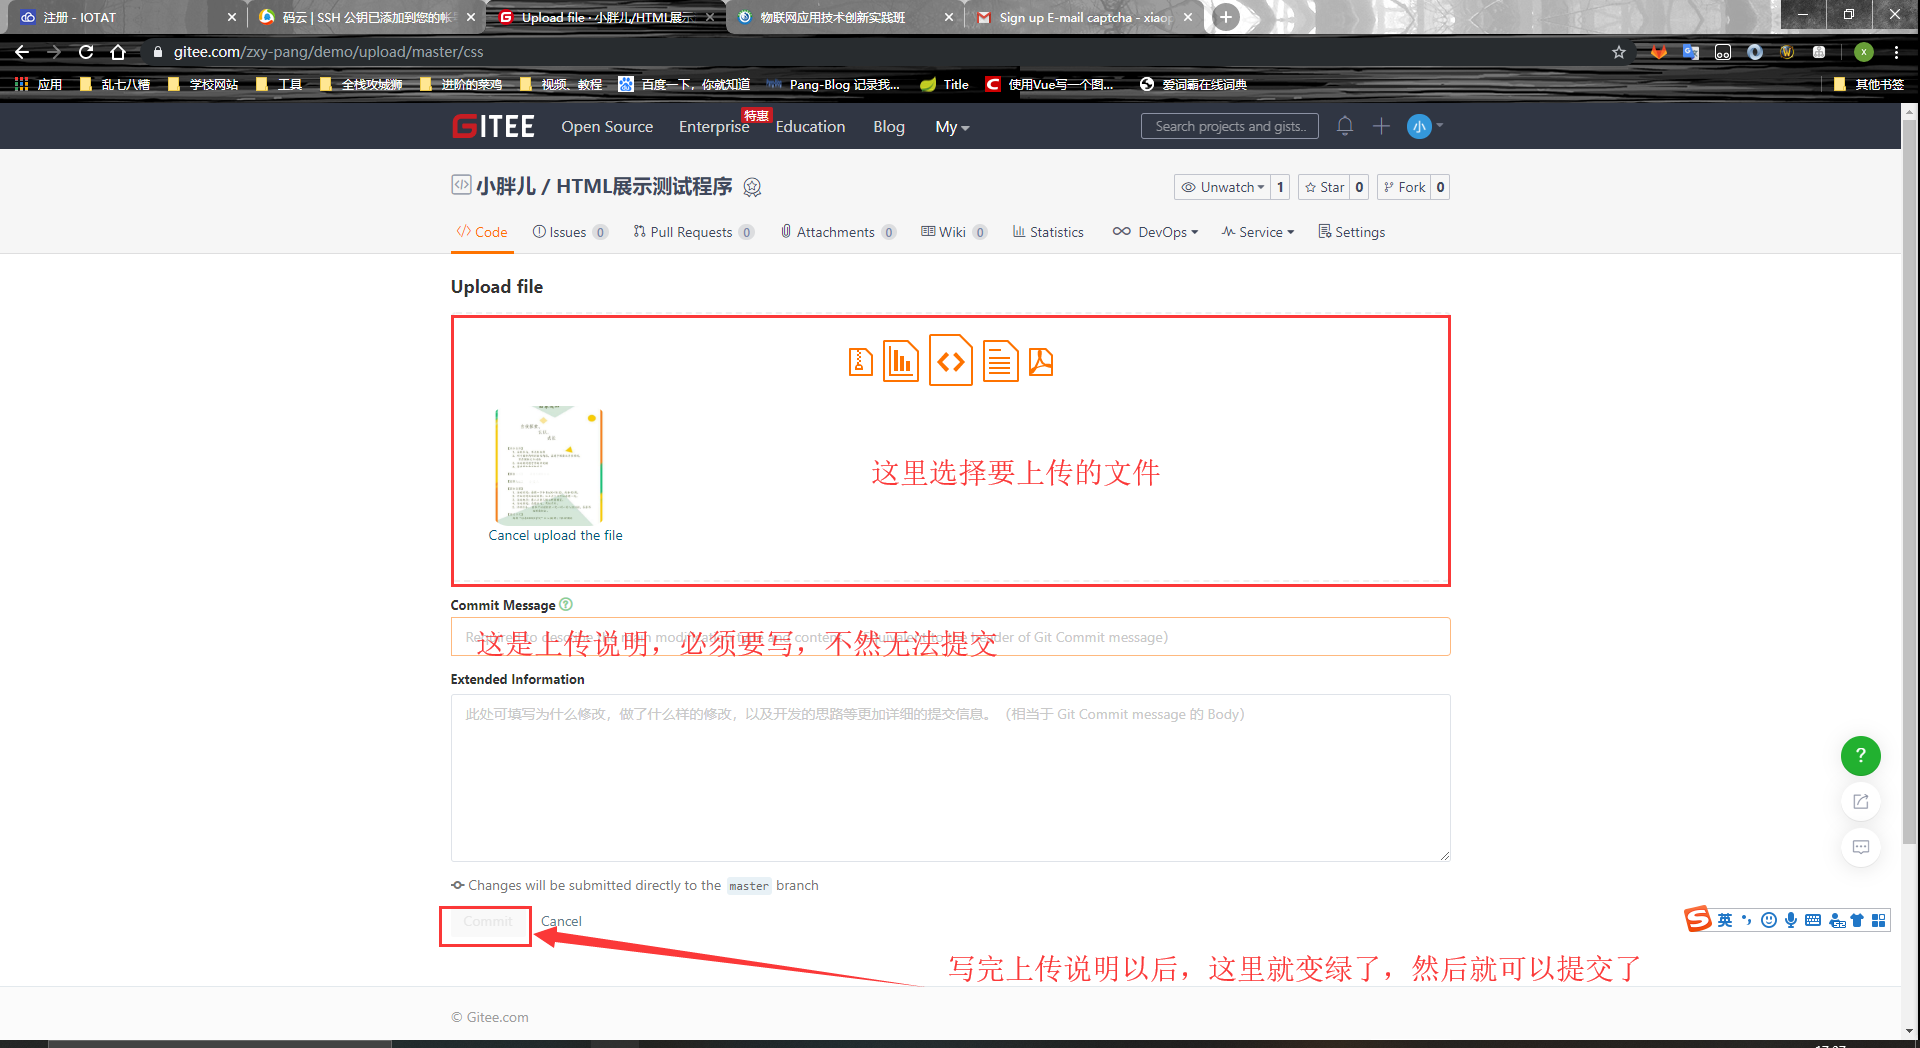 注册 - IOTAT
码云 | SSH 公钥已添加到您的帐
Upload file · 小胖儿/HTML展示
物联网应用技术创新实践班
Sign up E-mail captcha - xiaop
gitee.com/zxy-pang/demo/upload/master/css
应用 乱七八糟 学校网站 工具 全栈攻城狮 进阶的菜鸡 视频、教程 百度一下，你就知道 Pang-Blog 记录我... Title 使用Vue写一个图... 爱词霸在线词典 其他书签
GITEE Open Source Enterprise 特惠 Education Blog My Search projects and gists.. 小
小胖儿 / HTML展示测试程序 Unwatch 1 Star 0 Fork 0
Code Issues 0 Pull Requests 0 Attachments 0 Wiki 0 Statistics DevOps Service Settings
Upload file
这里选择要上传的文件
Cancel upload the file
Commit Message
这是上传说明，必须要写，不然无法提交
der of Git Commit message)
Extended Information
此处可填写为什么修改，做了什么样的修改，以及开发的思路等更加详细的提交信息。（相当于 Git Commit message 的 Body）
Changes will be submitted directly to the master branch
Commit Cancel
英
写完上传说明以后，这里就变绿了，然后就可以提交了
© Gitee.com